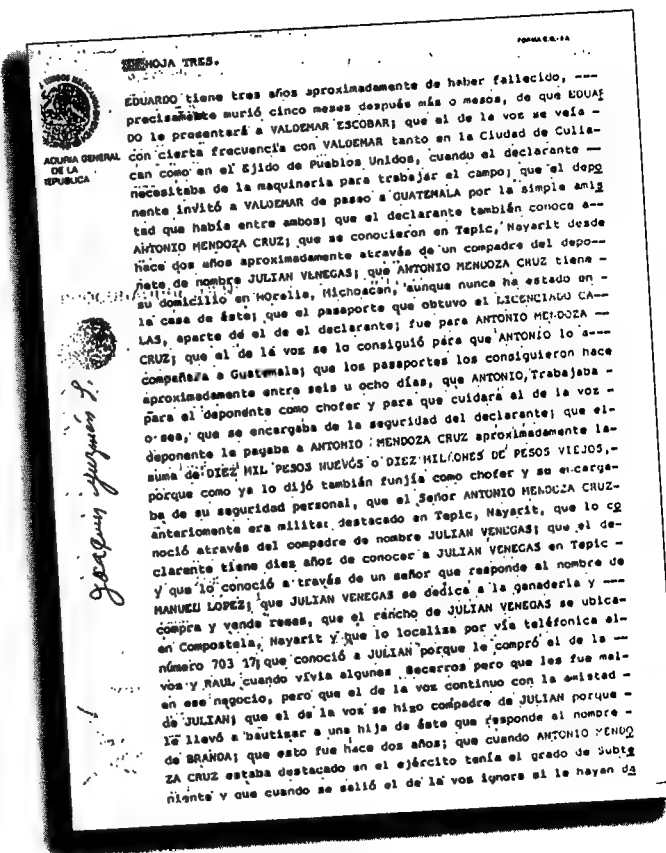 FORMA C.G.-1A
HOJA TRES.
ESTADOS UNIDOS MEXICANOS
PROCURADURIA GENERAL
DE LA
REPUBLICA
EDUARDO tiene tres años aproximadamente de haber fallecido, ---
precisamente murió cinco meses después más o mesos, de que EDUAR
DO le presentará a VALDEMAR ESCOBAR; que el de la voz se veía -
con cierta frecuencia con VALDEMAR tanto en la Ciudad de Culia-
can como en el Ejido de Pueblos Unidos, cuando el declarante --
necesitaba de la maquineria para trabajar el campo; que el depo
nente invitó a VALDEMAR de paseo a GUATEMALA por la simple amis
tad que había entre ambos; que el declarante también conoce a--
ANTONIO MENDOZA CRUZ; que se conocieron en Tepic, Nayarit desde
hace dos años aproximadamente através de un compadre del depo--
nete de nombre JULIAN VENEGAS; que ANTONIO MENDOZA CRUZ tiene -
su domicilio en Morelia, Michoacan, aunque nunca ha estado en -
la casa de éste; que el pasaporte que obtuvo el LICENCIADO CA--
LAS, aparte dé el de el declarante; fue para ANTONIO MENDOZA --
CRUZ; que el de la voz se lo consiguió para que ANTONIO lo a---
compañara a Guatemala; que los pasaportes los consiguieron hace
aproximadamente entre seis u ocho días, que ANTONIO, Trabajaba -
para el deponente como chofer y para que cuidará al de la voz -
o sea, que se encargaba de la seguridad del declarante; que el-
deponente le pagaba a ANTONIO MENDOZA CRUZ aproximadamente la-
suma de DIEZ MIL PESOS NUEVOS o DIEZ MILLONES DE PESOS VIEJOS,-
porque como ya lo dijó también funjía como chofer y se encarga-
ba de su seguridad personal, que el Señor ANTONIO MENDOZA CRUZ-
anteriormente era militar destacado en Tepic, Nayarit, que lo co
noció através del compadre de nombre JULIAN VENEGAS; que el de-
clarante tiene diez años de conocer a JULIAN VENEGAS en Tepic -
y que lo conoció a través de un señor que responde al nombre de
MANUEL LOPEZ; que JULIAN VENEGAS se dedica a la ganadería y ---
compra y vende reses, que el rancho de JULIAN VENEGAS se ubica-
en Compostela, Nayarit y que lo localiza por vía telefonica al-
número 703 17; que conoció a JULIAN porque le compró el de la --
voz y RAUL cuando vívia algunes Becerros pero que les fue mal-
en ese negocio, pero que el de la voz continuo con la amistad -
de JULIAN; que el de la voz se hizo compadre de JULIAN porque -
le llevó a bautizar a una hija de éste que responde al nombre -
de BRANDA; que esto fue hace dos años; que cuando ANTONIO MENDO
ZA CRUZ estaba destacado en el ejército tenía el grado de Subte
niente y que cuando se salió el de la voz ignora si le hayan da
Joaquin Guzmán L.